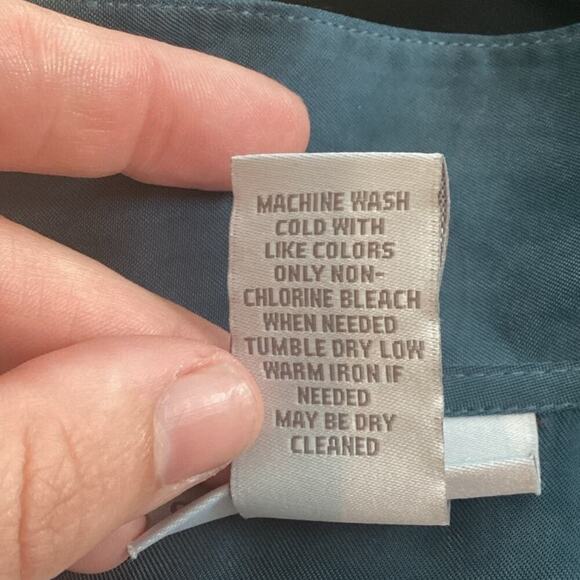 MACHINE WASH
COLD WITH
LIKE COLORS
ONLY NON-
CHLORINE BLEACH
WHEN NEEDED
TUMBLE DRY LOW
WARM IRON IF
NEEDED
MAY BE DRY
CLEANED